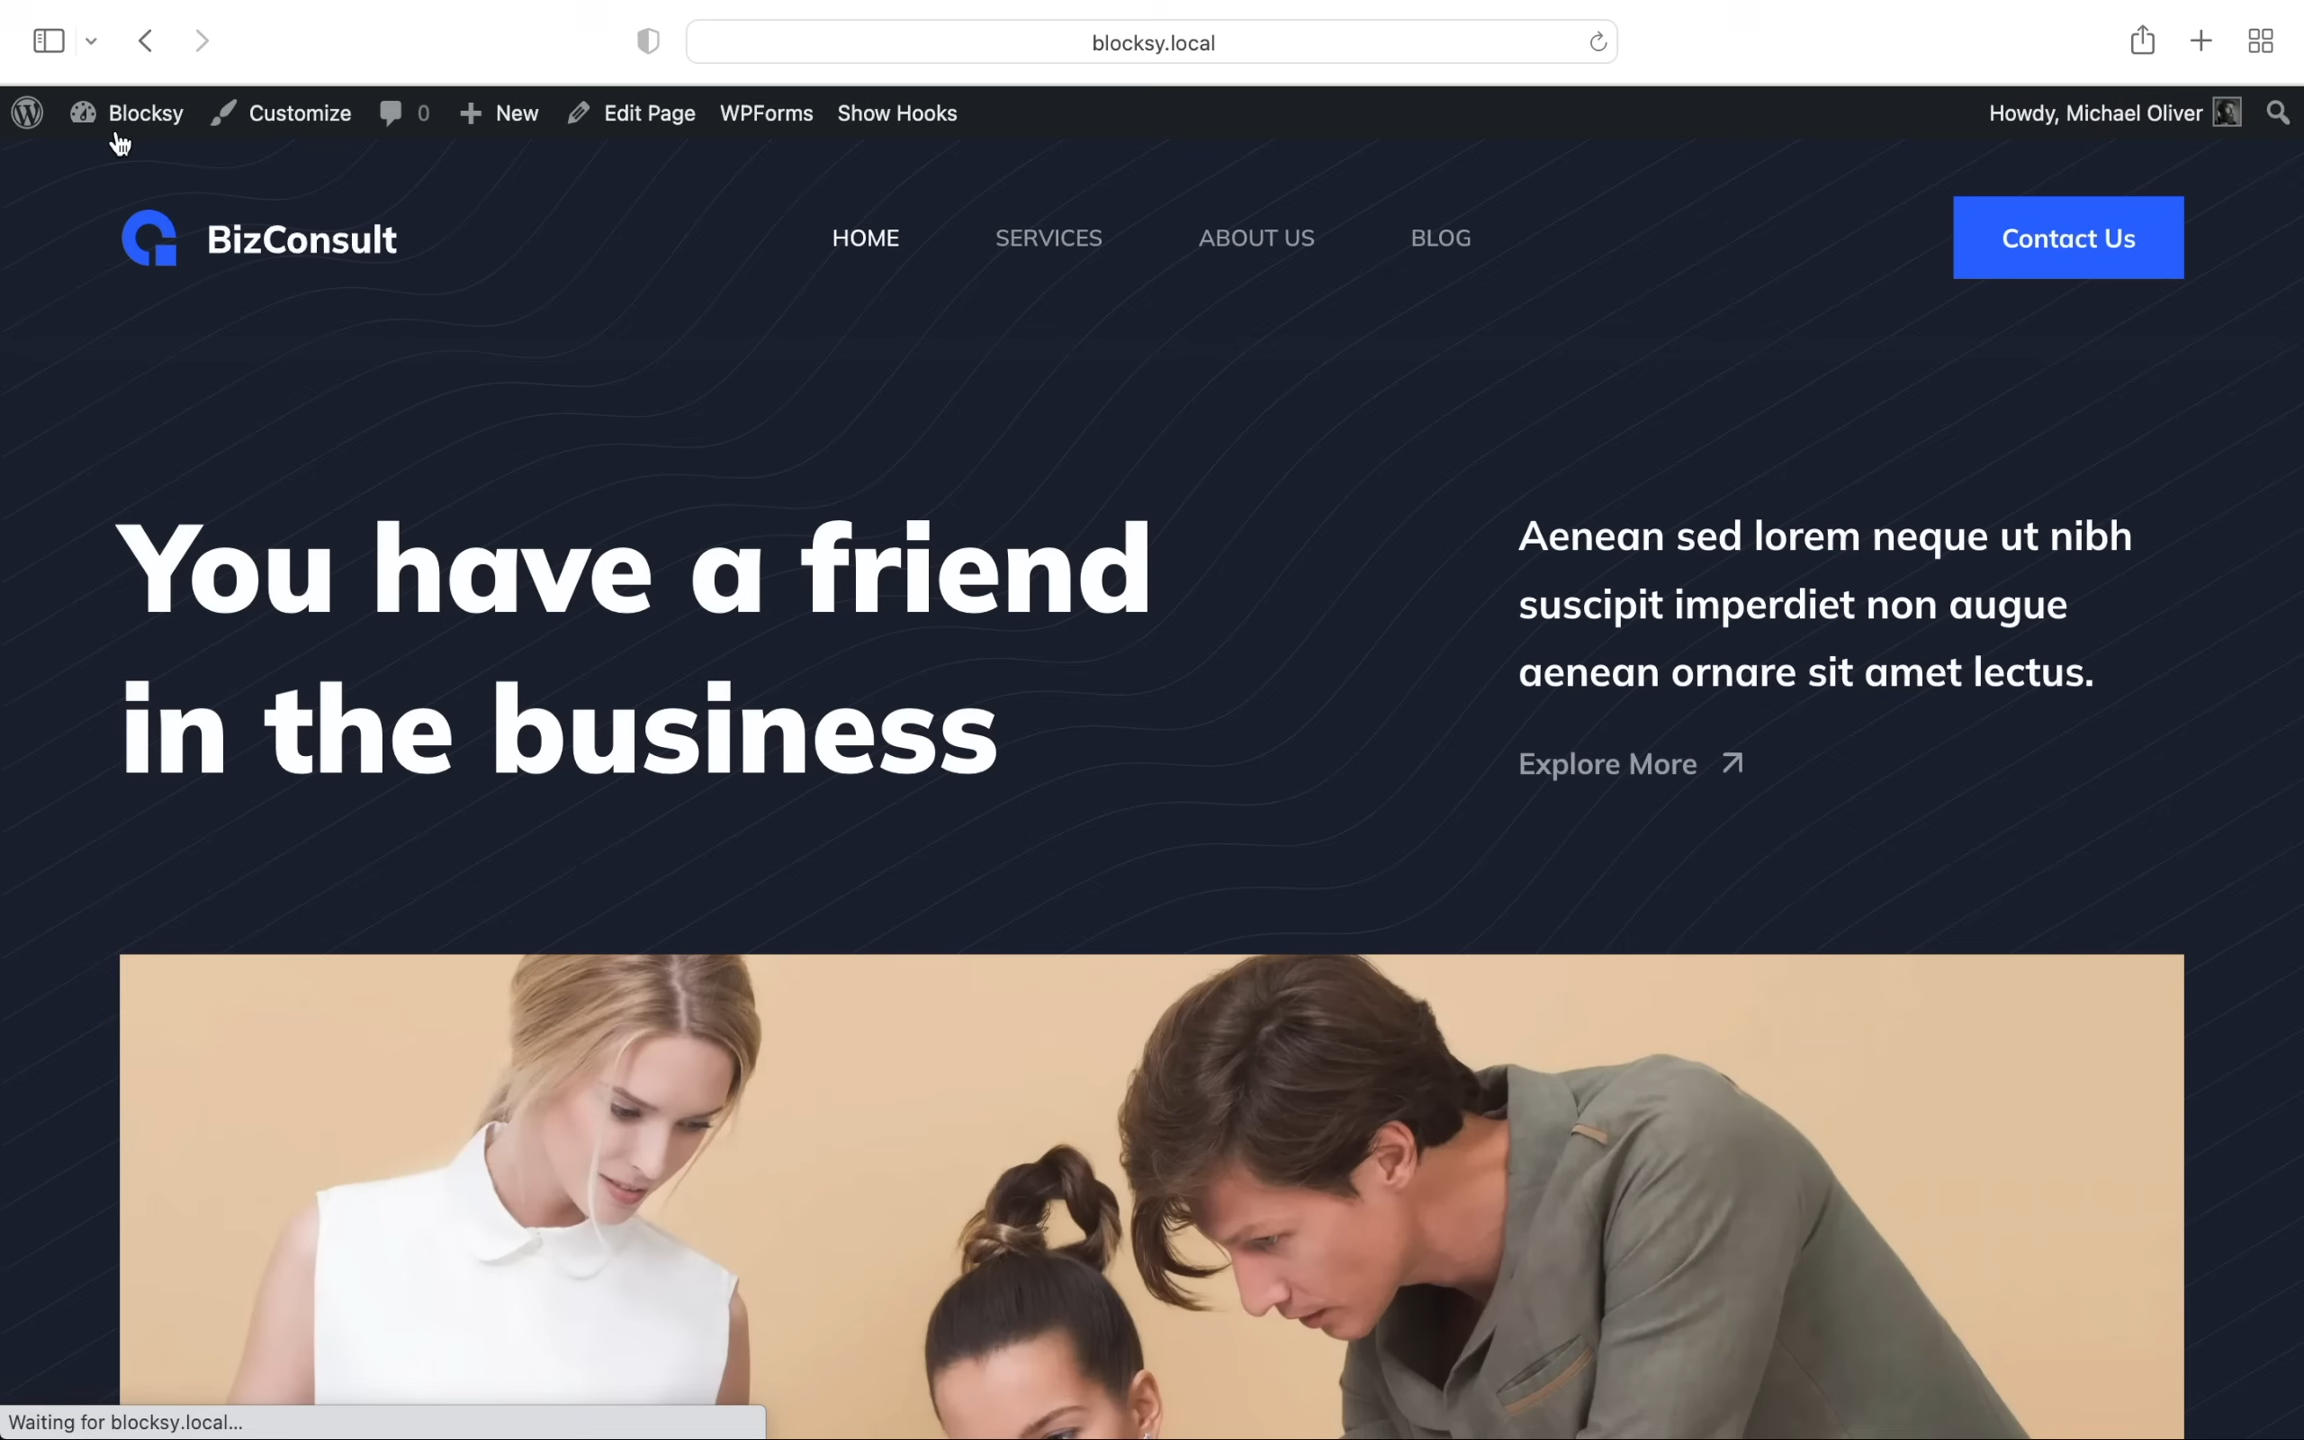 blocksy.local
Blocksy Customize 0 New Edit Page WPForms Show Hooks Howdy, Michael Oliver
BizConsult HOME SERVICES ABOUT US BLOG Contact Us
You have a friend
in the business
Aenean sed lorem neque ut nibh
suscipit imperdiet non augue
aenean ornare sit amet lectus.
Explore More
Waiting for blocksy.local...